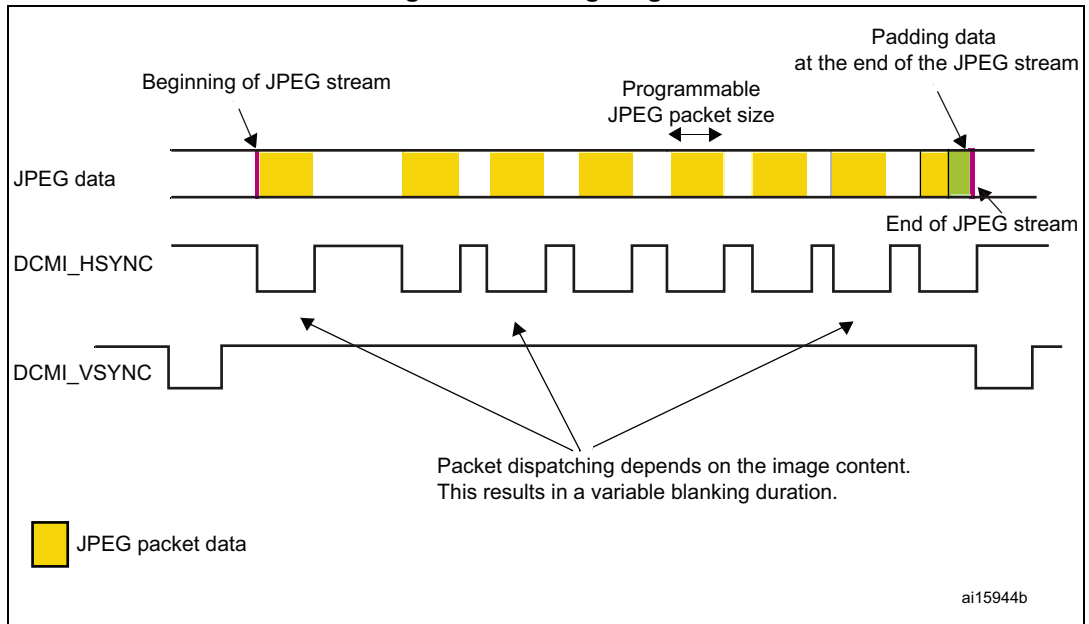 Padding data
at the end of the JPEG stream
Beginning of JPEG stream
Programmable
JPEG packet size
JPEG data
End of JPEG stream
DCMI_HSYNC
DCMI_VSYNC
Packet dispatching depends on the image content.
This results in a variable blanking duration.
JPEG packet data
ai15944b